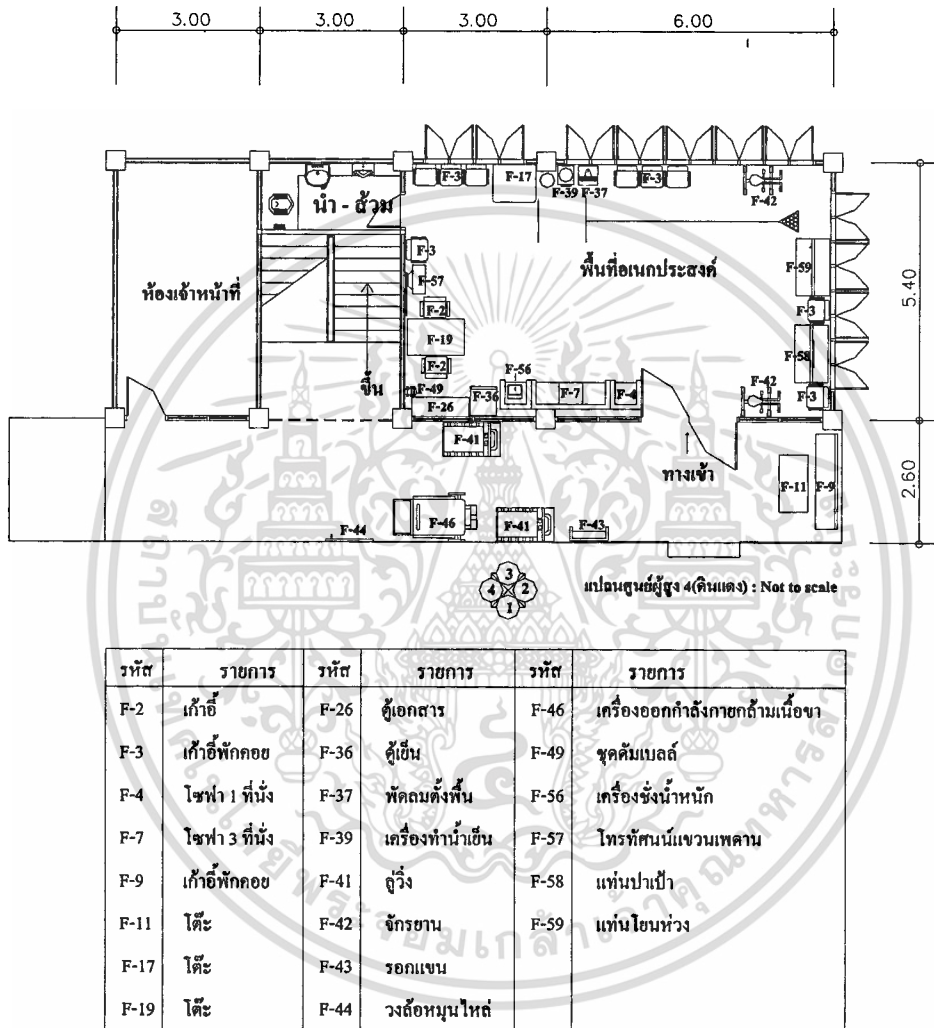 3.00 3.00 3.00 6.00
F-3 F-17 F-39 F-37 F-3 F-42
น้ำ - ส้วม
F-3
พื้นที่อเนกประสงค์
F-59
F-57
ห้องเจ้าหน้าที่
F-2
F-3
5.40
F-19
F-58
F-2
F-56
F-42
ขึ้น
F-49
F-36
F-7
F-4
F-3
F-26
F-41
ทางเข้า
F-11
F-9
2.60
F-44
F-46
F-41
F-43
3
4 2
1
แปลนศูนย์ผู้สูง 4(ดินแดง) : Not to scale
รหัส รายการ รหัส รายการ รหัส รายการ
F-2 เก้าอี้ F-26 ตู้เอกสาร F-46 เครื่องออกกำลังกายกล้ามเนื้อขา
F-3 เก้าอี้พักคอย F-36 ตู้เย็น F-49 ชุดดัมเบลล์
F-4 โซฟา 1 ที่นั่ง F-37 พัดลมตั้งพื้น F-56 เครื่องชั่งน้ำหนัก
F-7 โซฟา 3 ที่นั่ง F-39 เครื่องทำน้ำเย็น F-57 โทรทัศน์แขวนเพดาน
F-9 เก้าอี้พักคอย F-41 ลู่วิ่ง F-58 แท่นปาเป้า
F-11 โต๊ะ F-42 จักรยาน F-59 แท่นโยนห่วง
F-17 โต๊ะ F-43 รอกแขน
F-19 โต๊ะ F-44 วงล้อหมุนไหล่